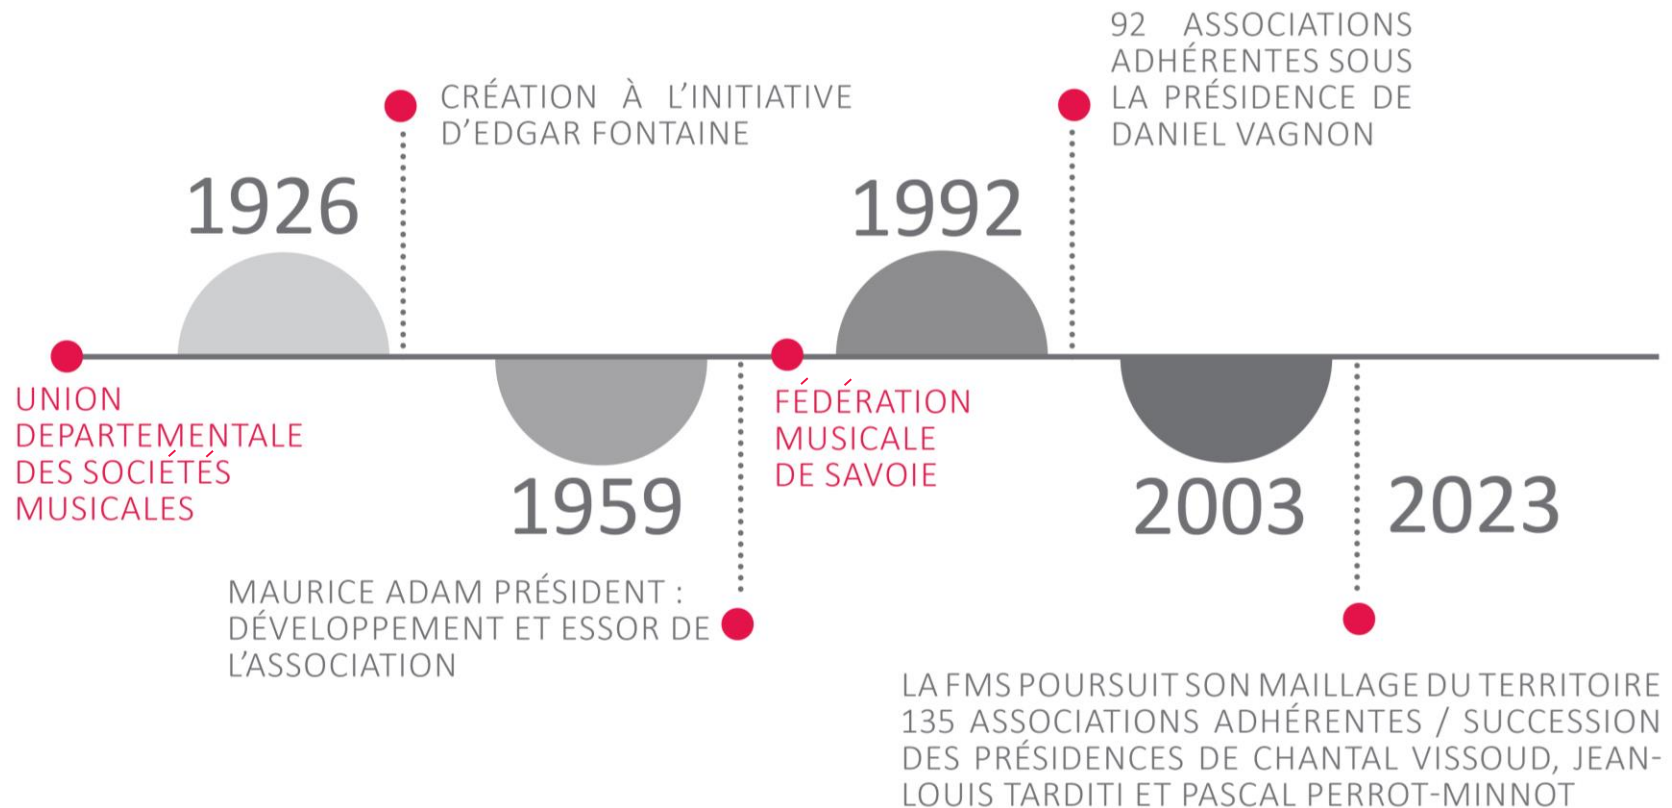 1926
CRÉATION À L’INITIATIVE
D’EDGAR FONTAINE
1992
92 ASSOCIATIONS
ADHÉRENTES SOUS
LA PRÉSIDENCE DE
DANIEL VAGNON
UNION
DEPARTEMENTALE
DES SOCIÉTÉS
MUSICALES
1959
MAURICE ADAM PRÉSIDENT :
DÉVELOPPEMENT ET ESSOR DE
L’ASSOCIATION
FÉDÉRATION
MUSICALE
DE SAVOIE
2003
2023
LA FMS POURSUIT SON MAILLAGE DU TERRITOIRE
135 ASSOCIATIONS ADHÉRENTES / SUCCESSION
DES PRÉSIDENCES DE CHANTAL VISSOUD, JEAN-
LOUIS TARDITI ET PASCAL PERROT-MINNOT